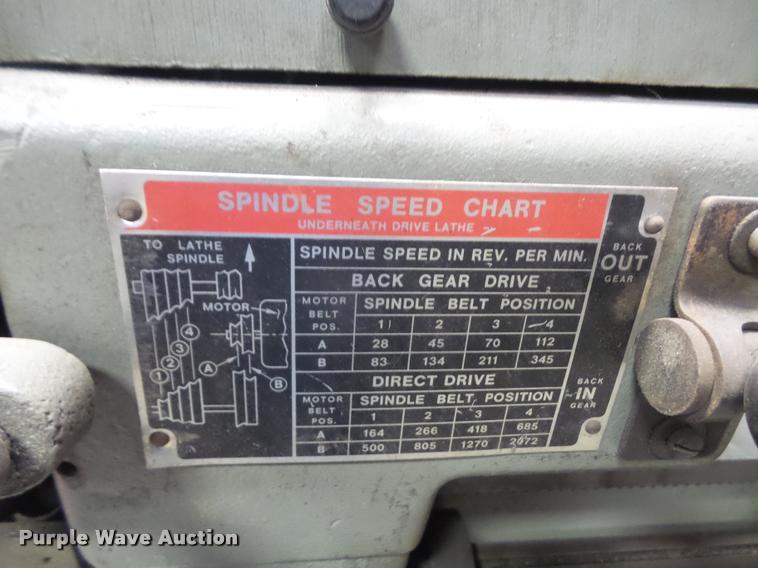 SPINDLE SPEED CHART
UNDERNEATH DRIVE LATHE
TO LATHE
SPINDLE
MOTOR
1 2 3 4
A
B
SPINDLE SPEED IN REV. PER MIN.
BACK GEAR DRIVE
MOTOR BELT POS. SPINDLE BELT POSITION
1 2 3 4
A 28 45 70 112
B 83 134 211 345
DIRECT DRIVE
MOTOR BELT POS. SPINDLE BELT POSITION
1 2 3 4
A 164 266 418 685
B 500 805 1270 2072
BACK
OUT
GEAR
BACK
IN
GEAR
Purple Wave Auction